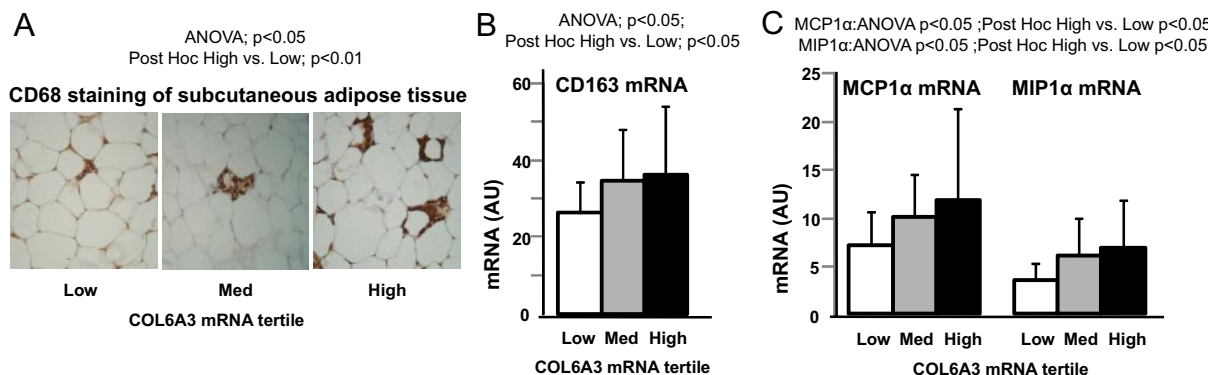 A
ANOVA; p<0.05
Post Hoc High vs. Low; p<0.01
CD68 staining of subcutaneous adipose tissue
Low Med High
COL6A3 mRNA tertile
B
ANOVA; p<0.05;
Post Hoc High vs. Low; p<0.05
CD163 mRNA
mRNA (AU)
60
40
20
0
Low Med High
COL6A3 mRNA tertile
C
MCP1α:ANOVA p<0.05 ;Post Hoc High vs. Low p<0.05
MIP1α:ANOVA p<0.05 ;Post Hoc High vs. Low p<0.05
MCP1α mRNA MIP1α mRNA
mRNA (AU)
25
20
15
10
5
0
Low Med High Low Med High
COL6A3 mRNA tertile